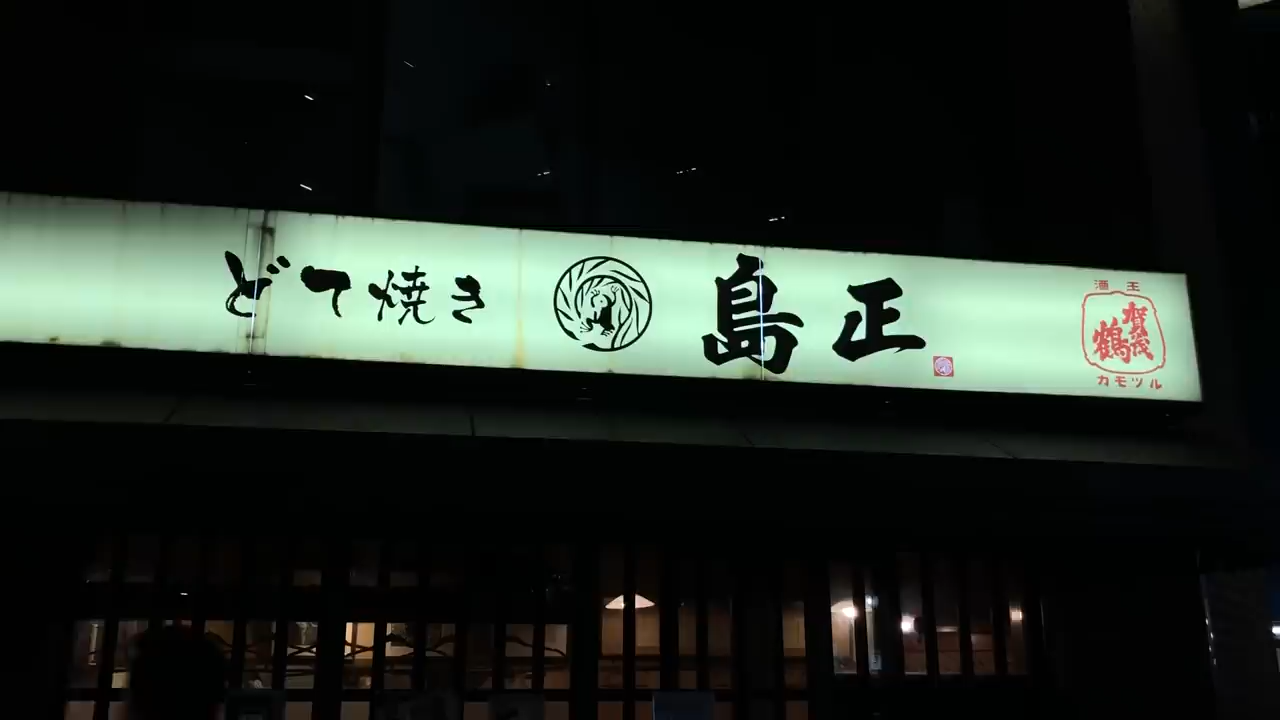 どて焼き 島正
酒王
賀茂鶴
カモツル